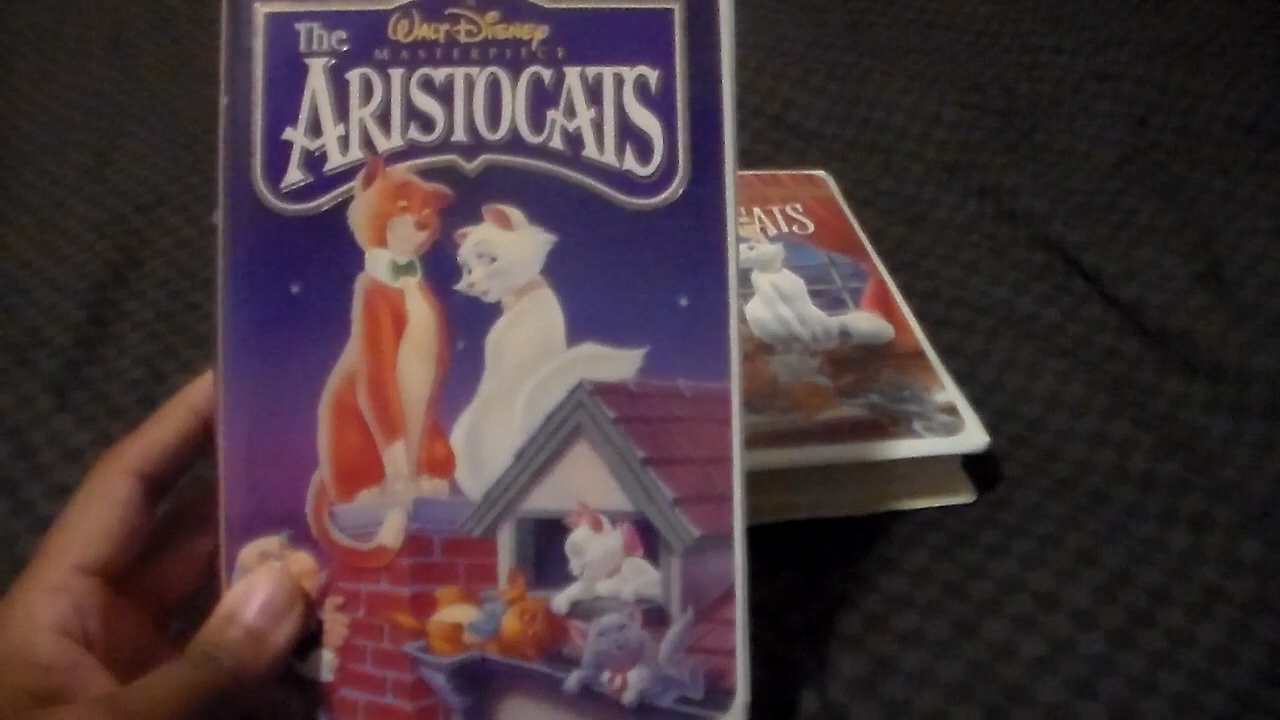 The
WALT DISNEY
MASTERPIECE
ARISTOCATS
CATS